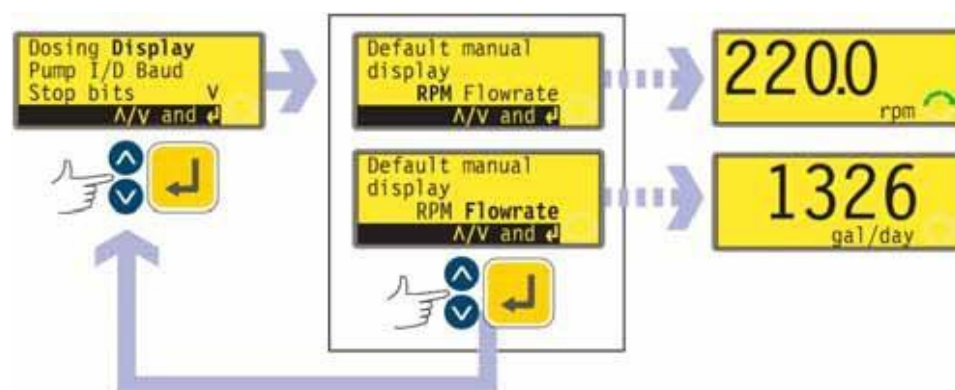 Dosing Display
Pump I/D Baud
Stop bits v
∧/∨ and ↵
Default manual
display
RPM Flowrate
∧/∨ and ↵
220.0
rpm
Default manual
display
RPM Flowrate
∧/∨ and ↵
1326
gal/day